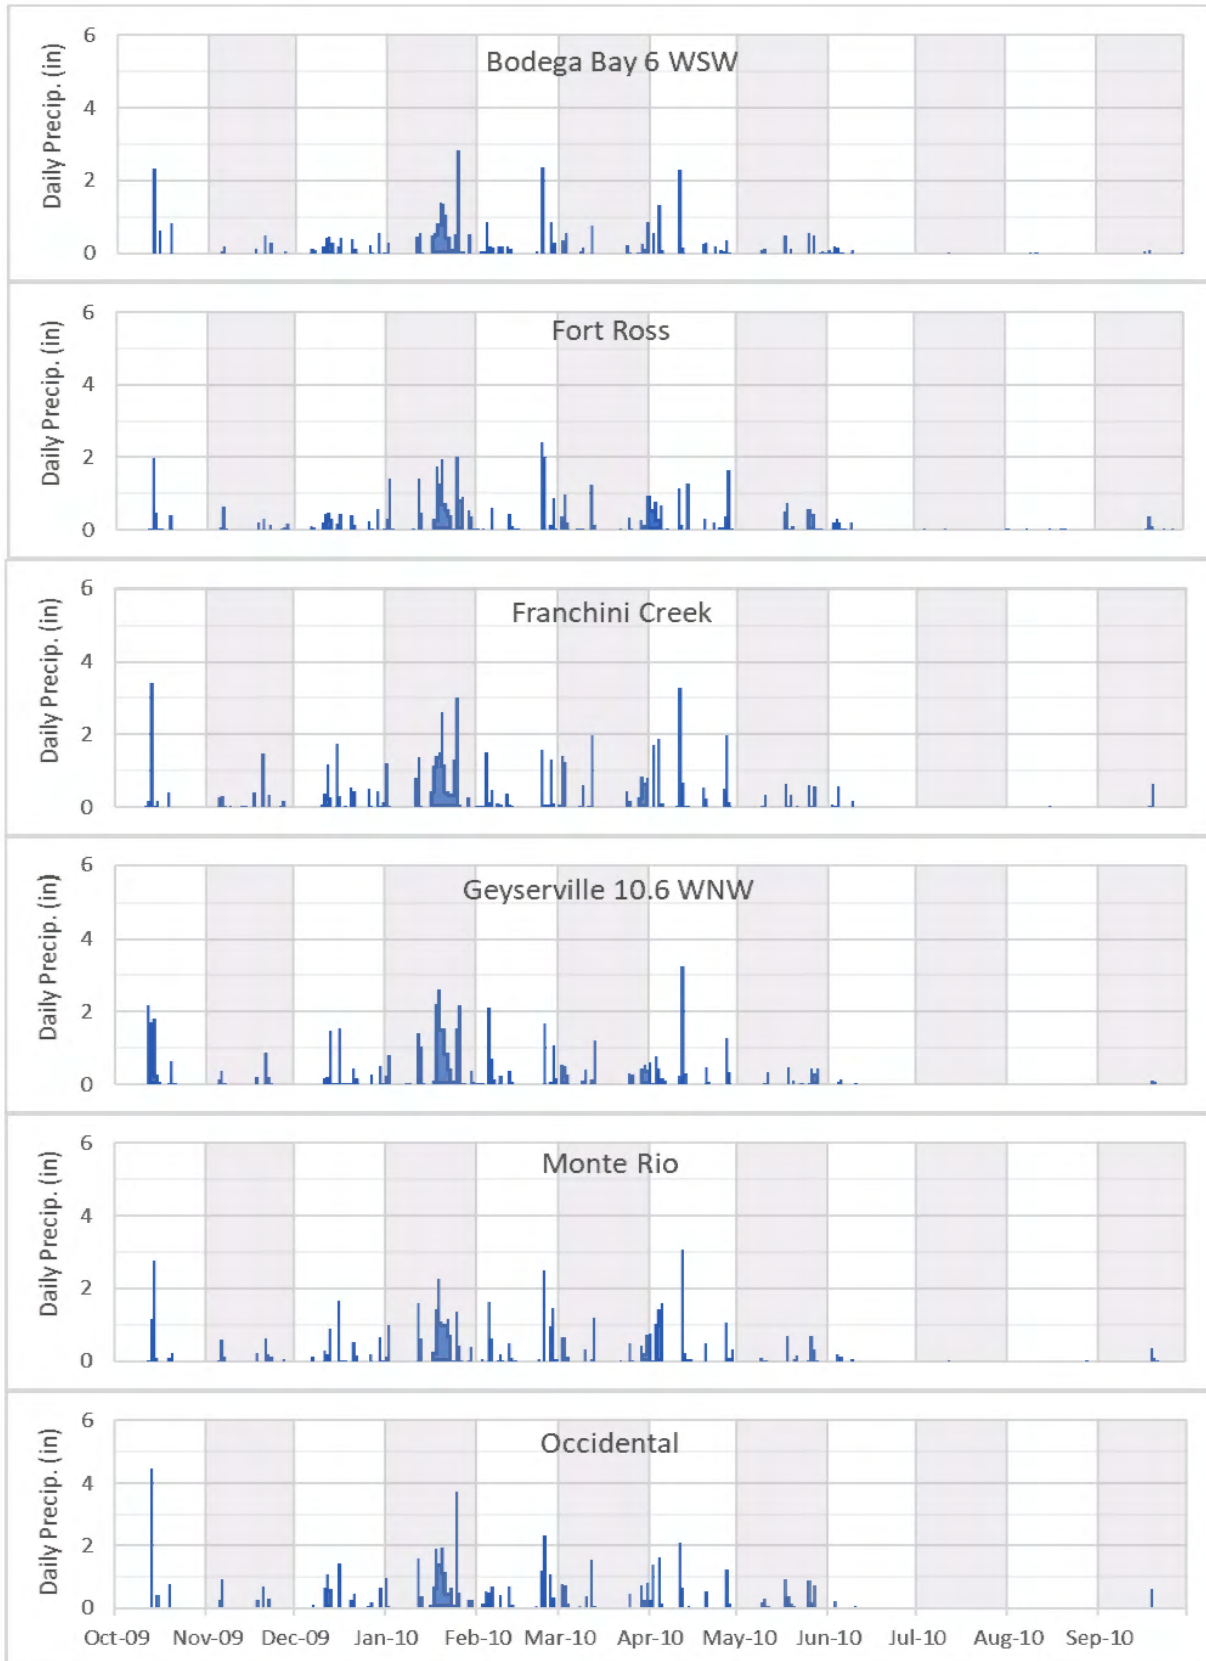 Bodega Bay 6 WSW
Daily Precip. (in)
6
4
2
0
Fort Ross
Daily Precip. (in)
6
4
2
0
Franchini Creek
Daily Precip. (in)
6
4
2
0
Geyserville 10.6 WNW
Daily Precip. (in)
6
4
2
0
Monte Rio
Daily Precip. (in)
6
4
2
0
Occidental
Daily Precip. (in)
6
4
2
0
Oct-09 Nov-09 Dec-09 Jan-10 Feb-10 Mar-10 Apr-10 May-10 Jun-10 Jul-10 Aug-10 Sep-10